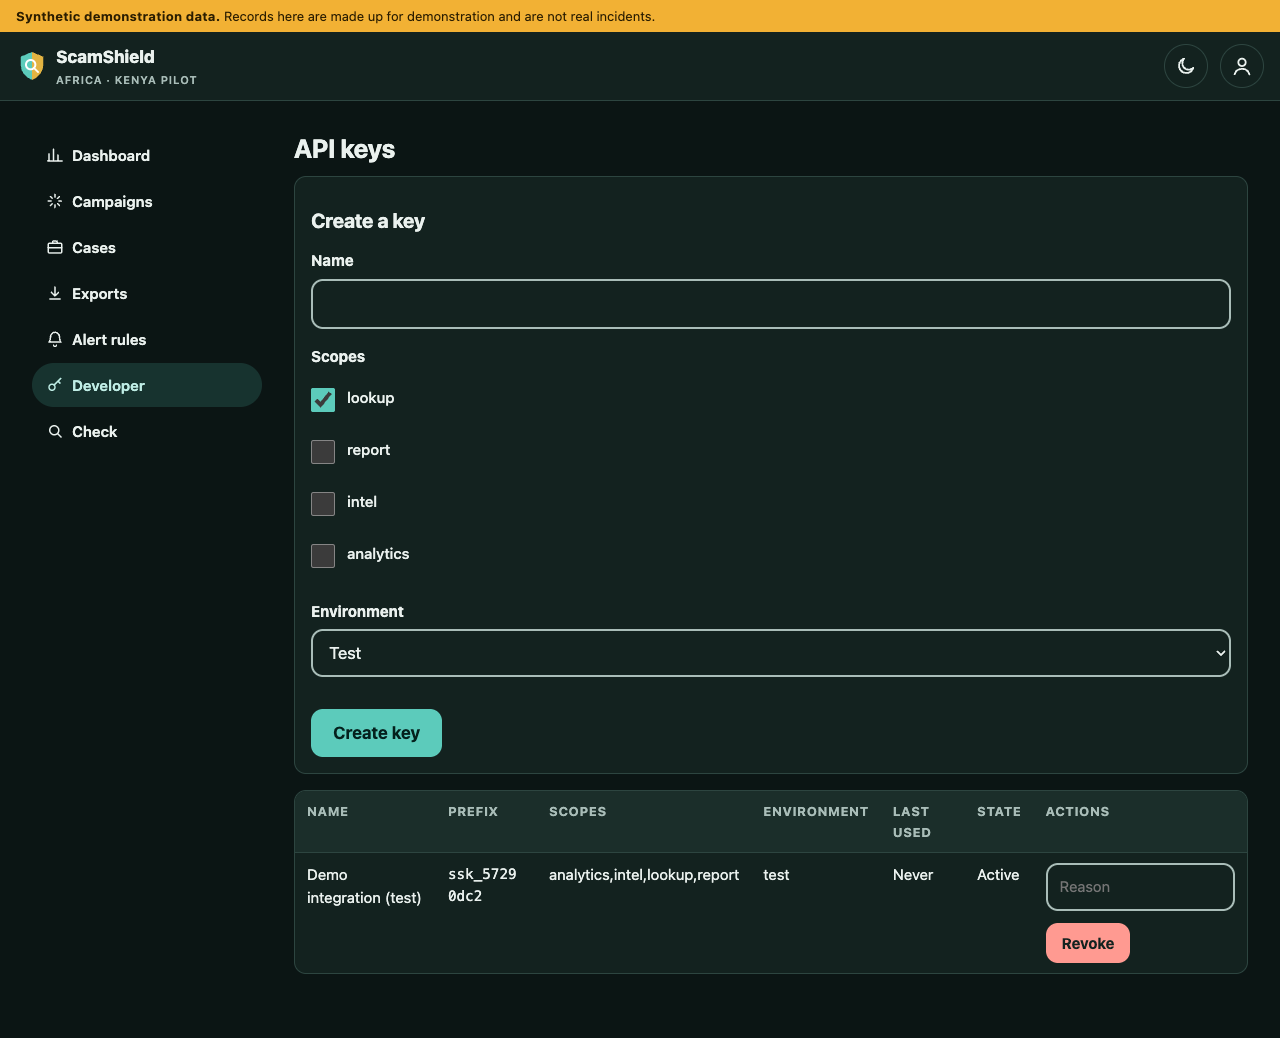 Synthetic demonstration data. Records here are made up for demonstration and are not real incidents.
ScamShield
AFRICA · KENYA PILOT
Dashboard
Campaigns
Cases
Exports
Alert rules
Developer
Check
API keys
Create a key
Name
Scopes
lookup
report
intel
analytics
Environment
Test
Create key
NAME PREFIX SCOPES ENVIRONMENT LAST USED STATE ACTIONS
Demo integration (test) ssk_57290dc2 analytics,intel,lookup,report test Never Active Reason
Revoke